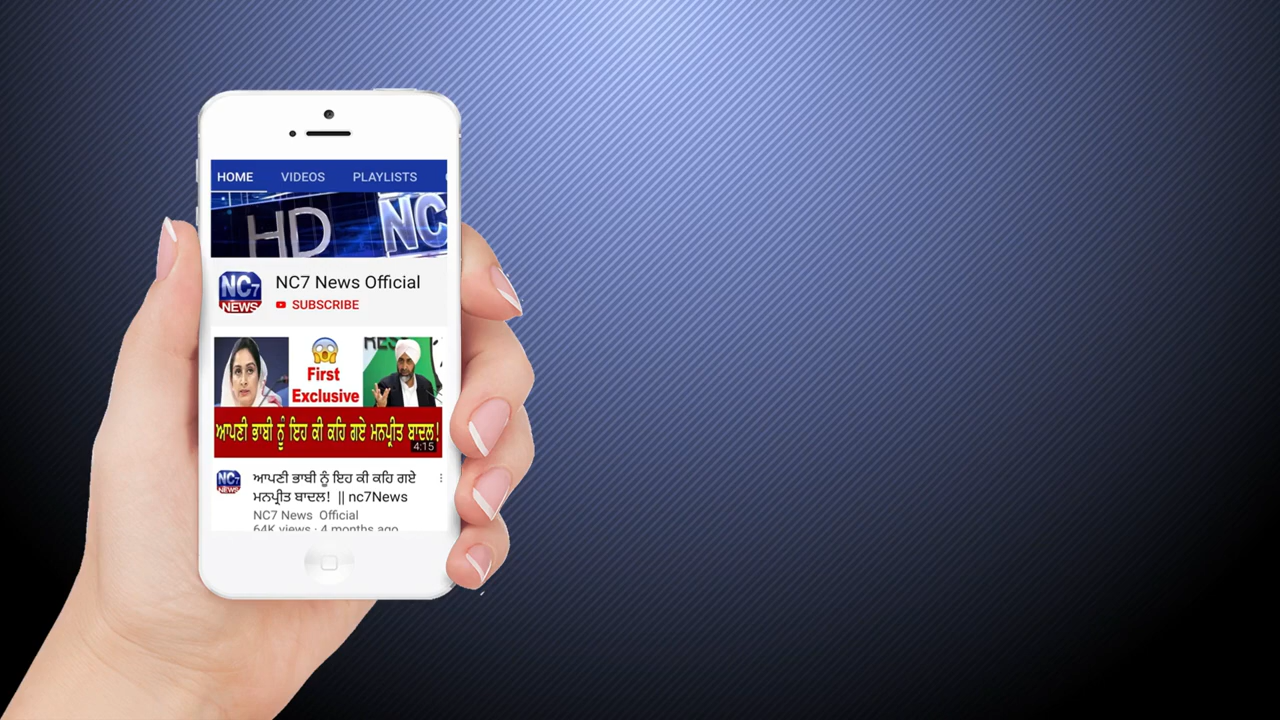 HOME VIDEOS PLAYLISTS
HD NC
NC7 NEWS
NC7 News Official
SUBSCRIBE
First
Exclusive
ਆਪਣੀ ਭਾਬੀ ਨੂੰ ਇਹ ਕੀ ਕਹਿ ਗਏ ਮਨਪ੍ਰੀਤ ਬਾਦਲ!
4:15
NC7 NEWS
ਆਪਣੀ ਭਾਬੀ ਨੂੰ ਇਹ ਕੀ ਕਹਿ ਗਏ
ਮਨਪ੍ਰੀਤ ਬਾਦਲ! || nc7News
NC7 News Official
64K views · 4 months ago